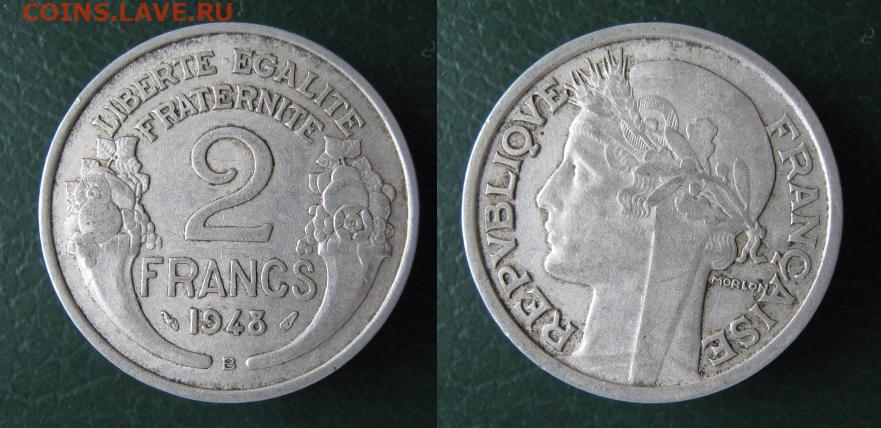 COINS.LAVE.RU
LIBERTE·EGALITE
FRATERNITE
2
FRANCS
1948
B
REPVBLIQVE
FRANÇAISE
MORLON